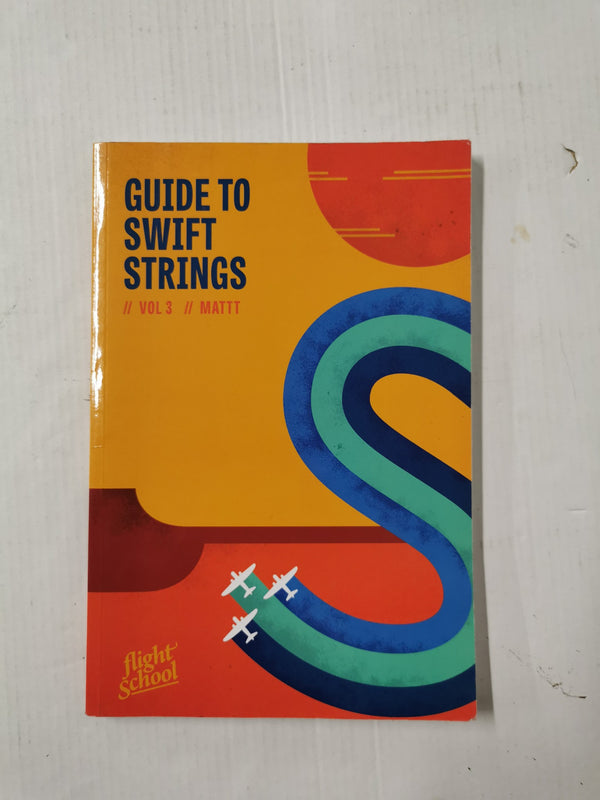 GUIDE TO
SWIFT
STRINGS
// VOL 3 // MATTT
flight
School